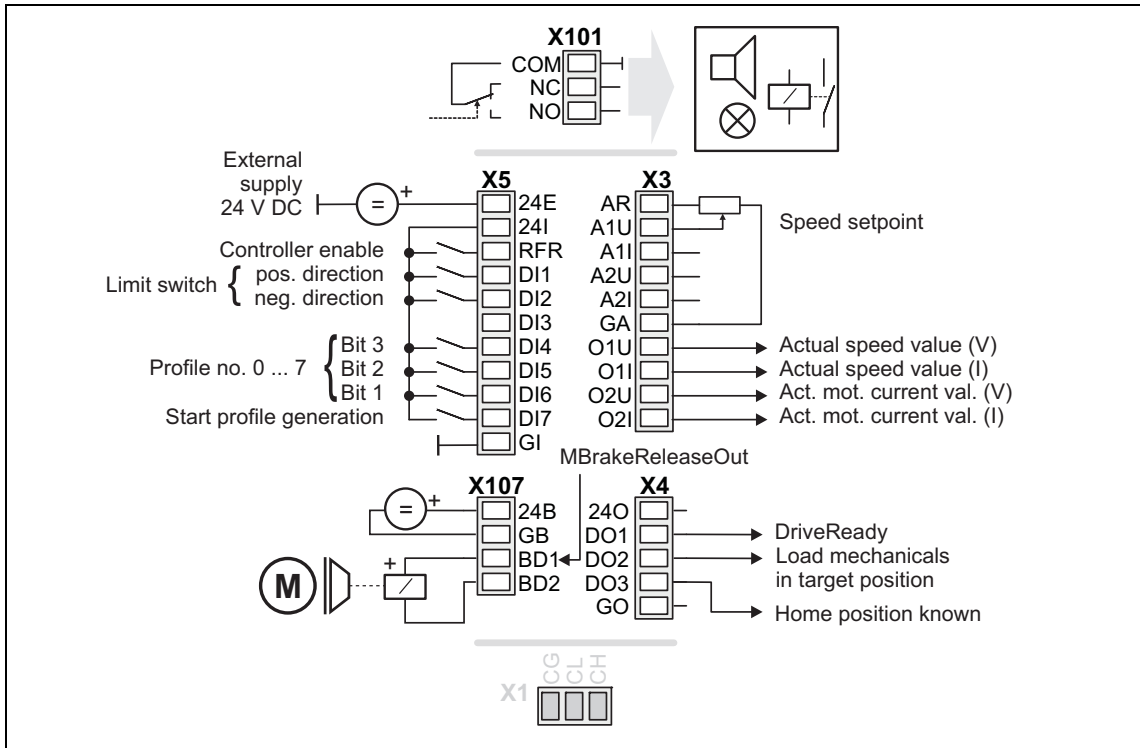 X101
COM
NC
NO
External
supply
24 V DC
=
+
X5
24E
24I
RFR
DI1
DI2
DI3
DI4
DI5
DI6
DI7
GI
Controller enable
Limit switch { pos. direction
neg. direction
Profile no. 0 ... 7 { Bit 3
Bit 2
Bit 1
Start profile generation
X3
AR
A1U
A1I
A2U
A2I
GA
O1U
O1I
O2U
O2I
Speed setpoint
Actual speed value (V)
Actual speed value (I)
Act. mot. current val. (V)
Act. mot. current val. (I)
MBrakeReleaseOut
X107
=
+
24B
GB
BD1
BD2
M
+
X4
24O
DO1
DO2
DO3
GO
DriveReady
Load mechanicals
in target position
Home position known
X1
CG
CL
CH